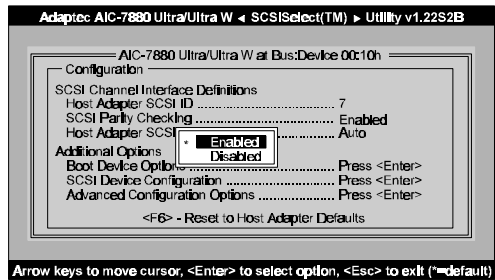 Adaptec AIC-7880 Ultra/Ultra W ◄ SCSISelect(TM) ► Utility v1.22S2B
AIC-7880 Ultra/Ultra W at Bus:Device 00:10h
Configuration
SCSI Channel Interface Definitions
Host Adapter SCSI ID .................................... 7
SCSI Parity Checking .................................... Enabled
Host Adapter SCSI .................... Auto
* Enabled
Disabled
Additional Options
Boot Device Options .................... Press <Enter>
SCSI Device Configuration ........................... Press <Enter>
Advanced Configuration Options .................... Press <Enter>
<F6> - Reset to Host Adapter Defaults
Arrow keys to move cursor, <Enter> to select option, <Esc> to exit (*=default)